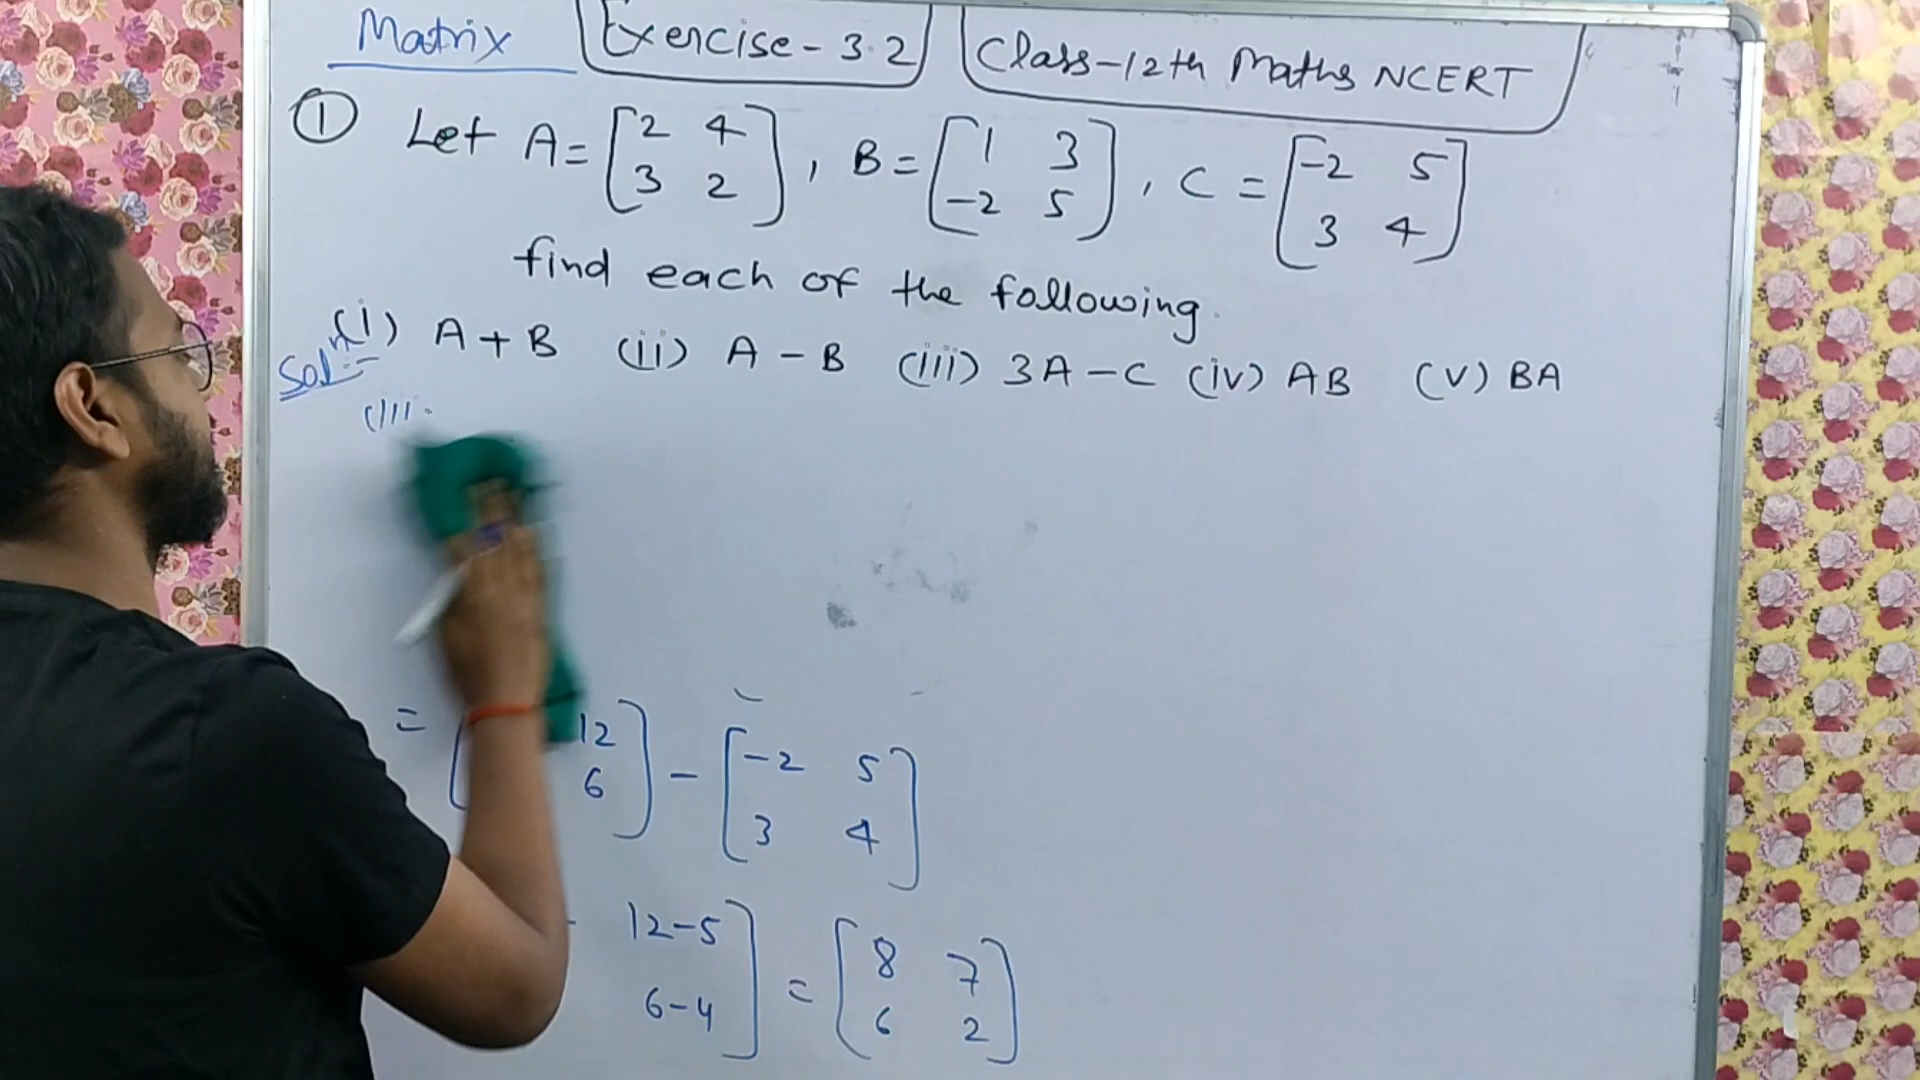 Matrix Exercise-3.2 Class-12th Maths NCERT
① Let A = [2 4 3 2], B = [1 3 -2 5], C = [-2 5 3 4]
find each of the following.
Solⁿ (i) A+B (ii) A-B (iii) 3A-C (iv) AB (v) BA
(iii
= [ 12 6] - [-2 5 3 4]
12-5 6-4] = [8 7 6 2]